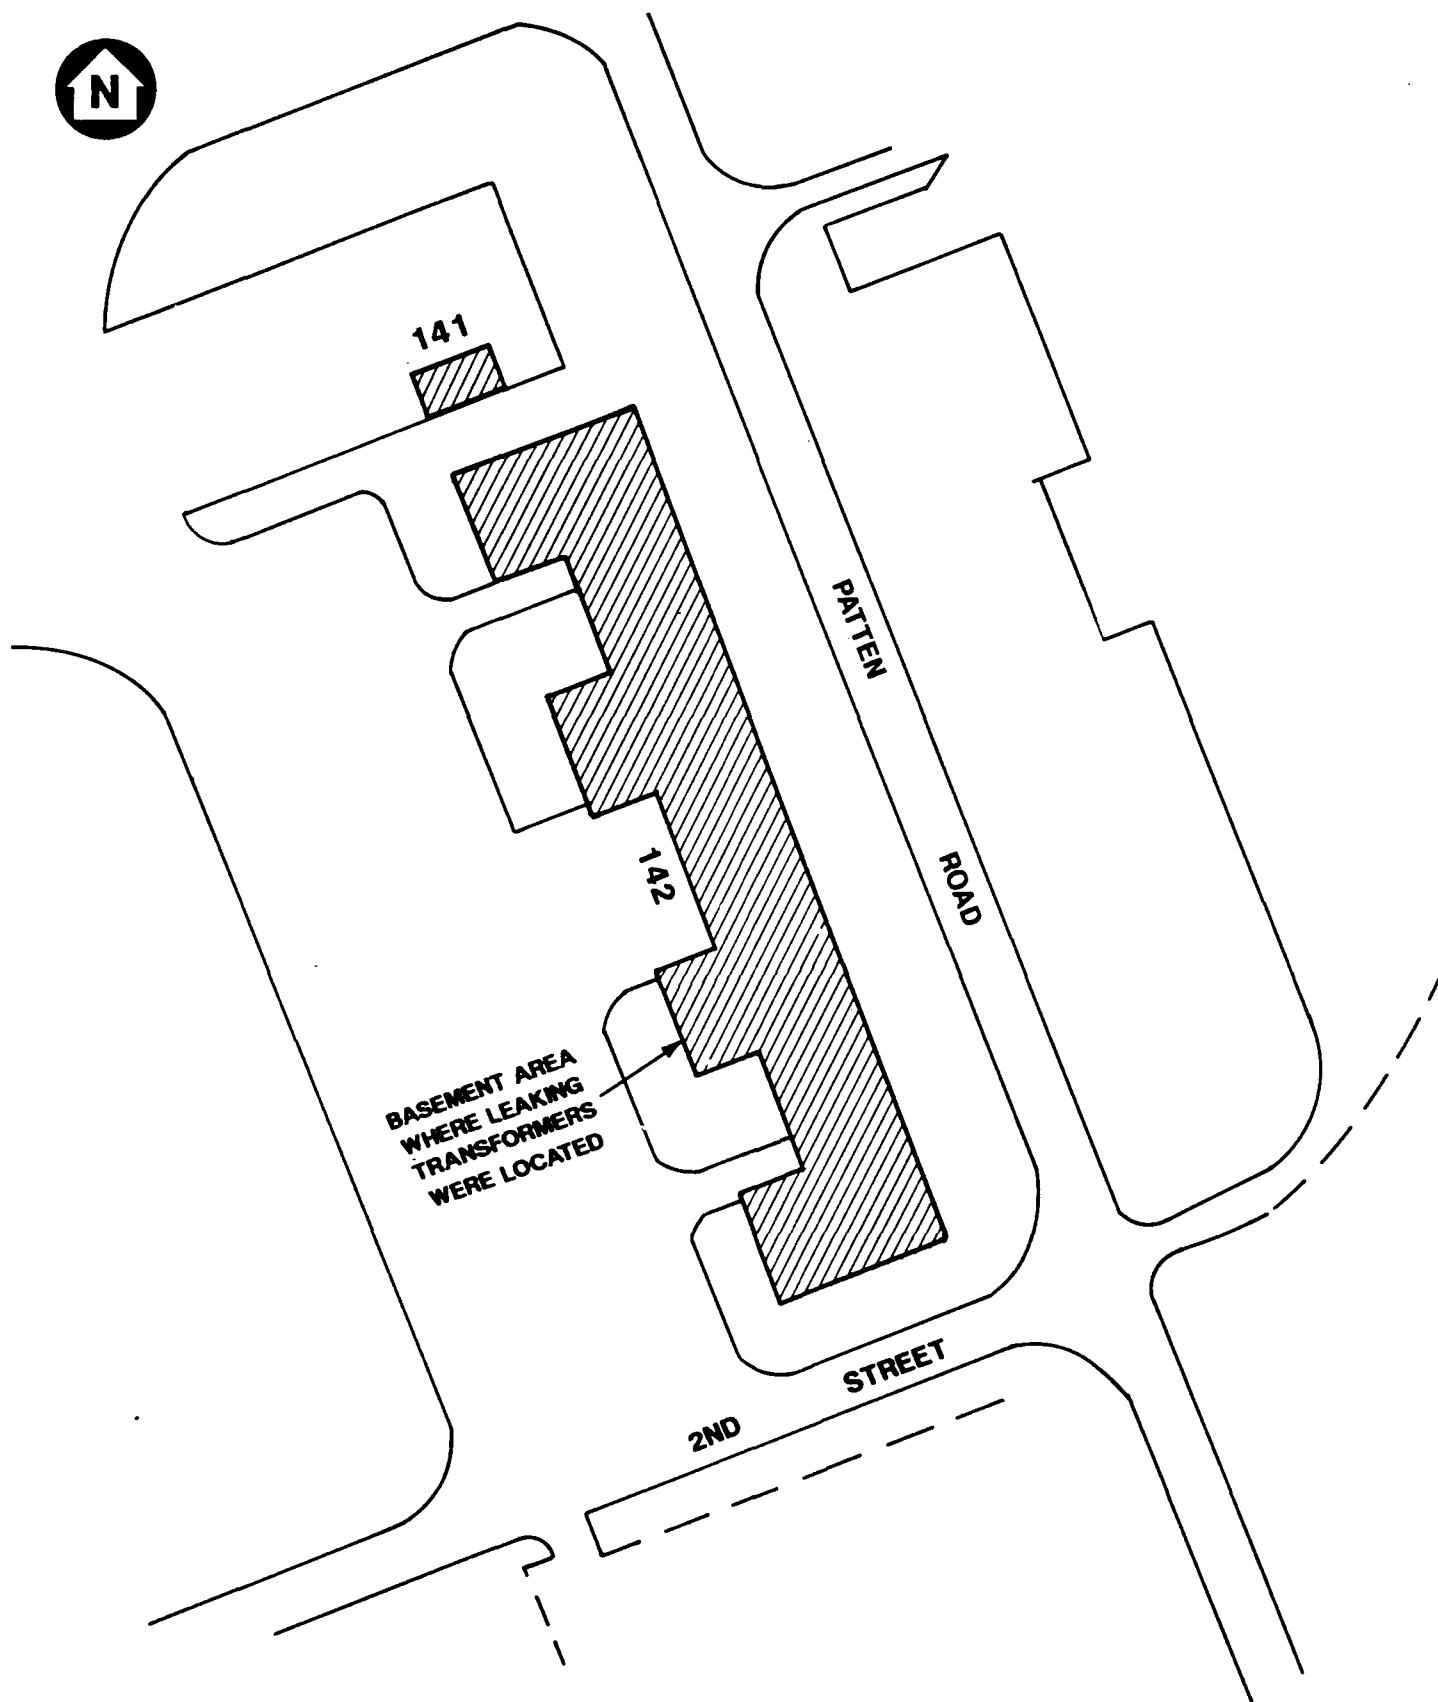 N
141
PATTEN
ROAD
142
BASEMENT AREA
WHERE LEAKING
TRANSFORMERS
WERE LOCATED
2ND STREET